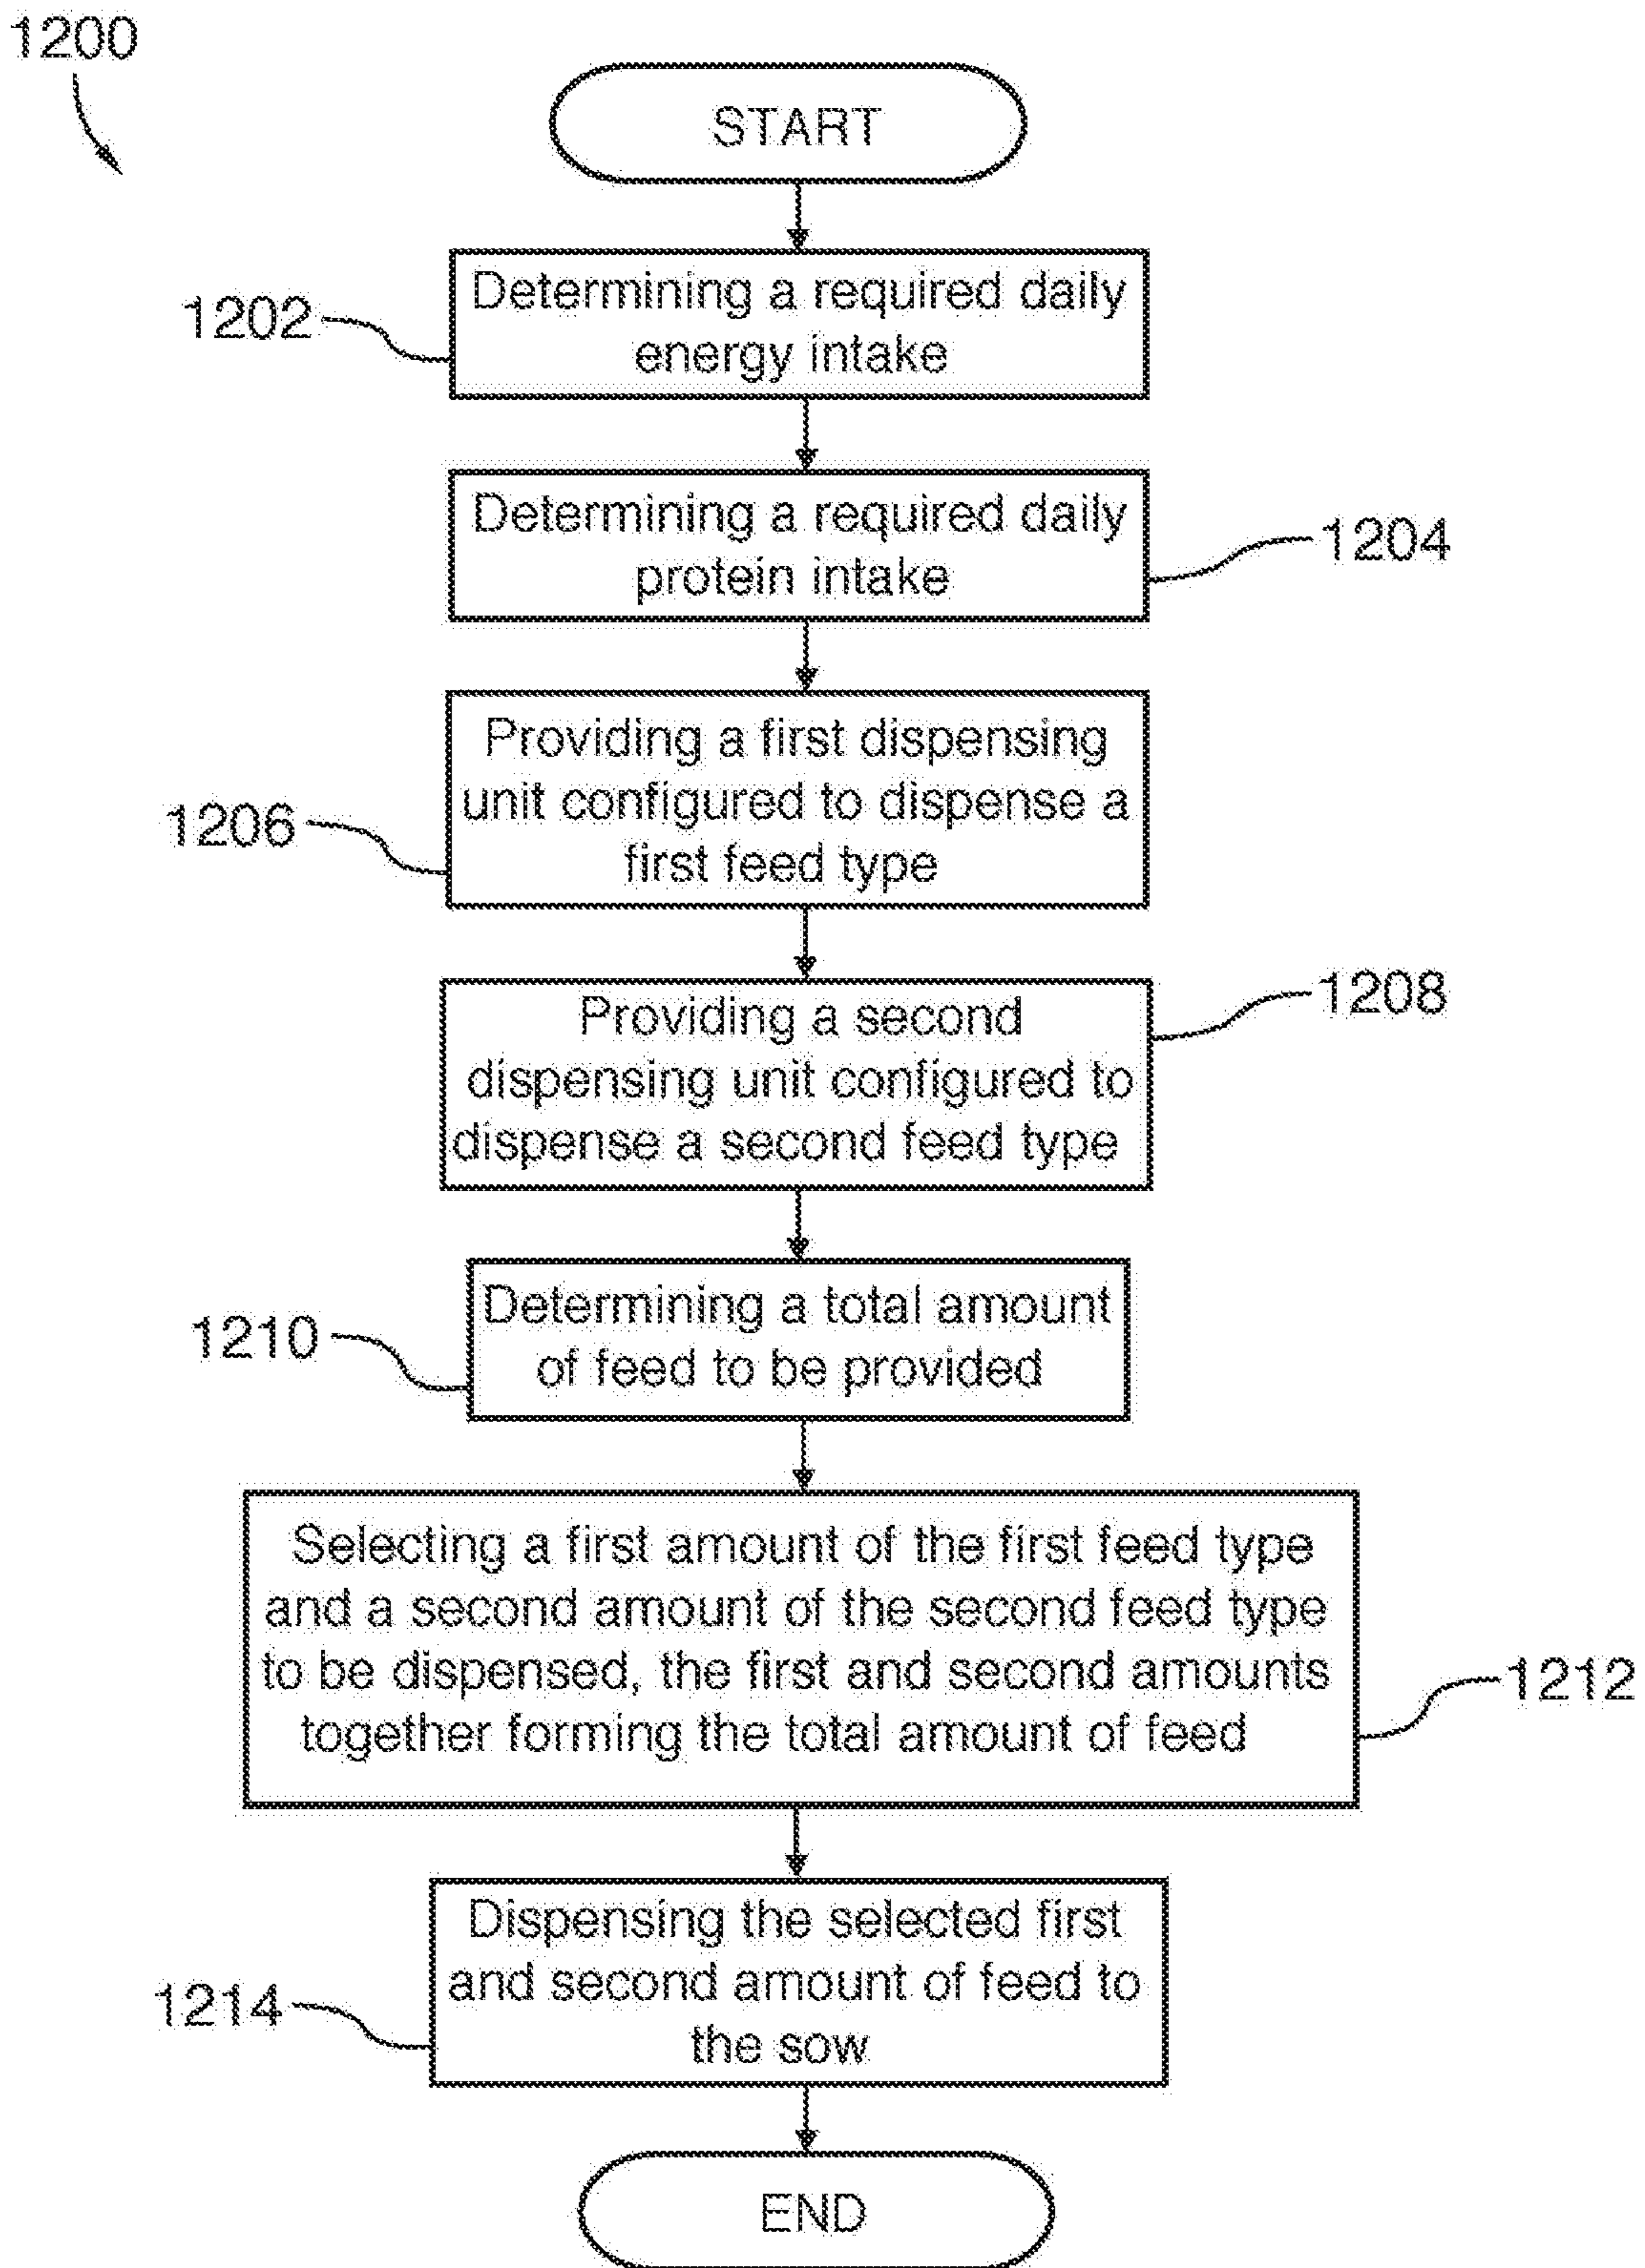 1200
START
1202
Determining a required daily
energy intake
Determining a required daily
protein intake
1204
Providing a first dispensing
unit configured to dispense a
first feed type
1206
Providing a second
dispensing unit configured to
dispense a second feed type
1208
Determining a total amount
of feed to be provided
1210
Selecting a first amount of the first feed type
and a second amount of the second feed type
to be dispensed, the first and second amounts
together forming the total amount of feed
1212
Dispensing the selected first
and second amount of feed to
the sow
1214
END